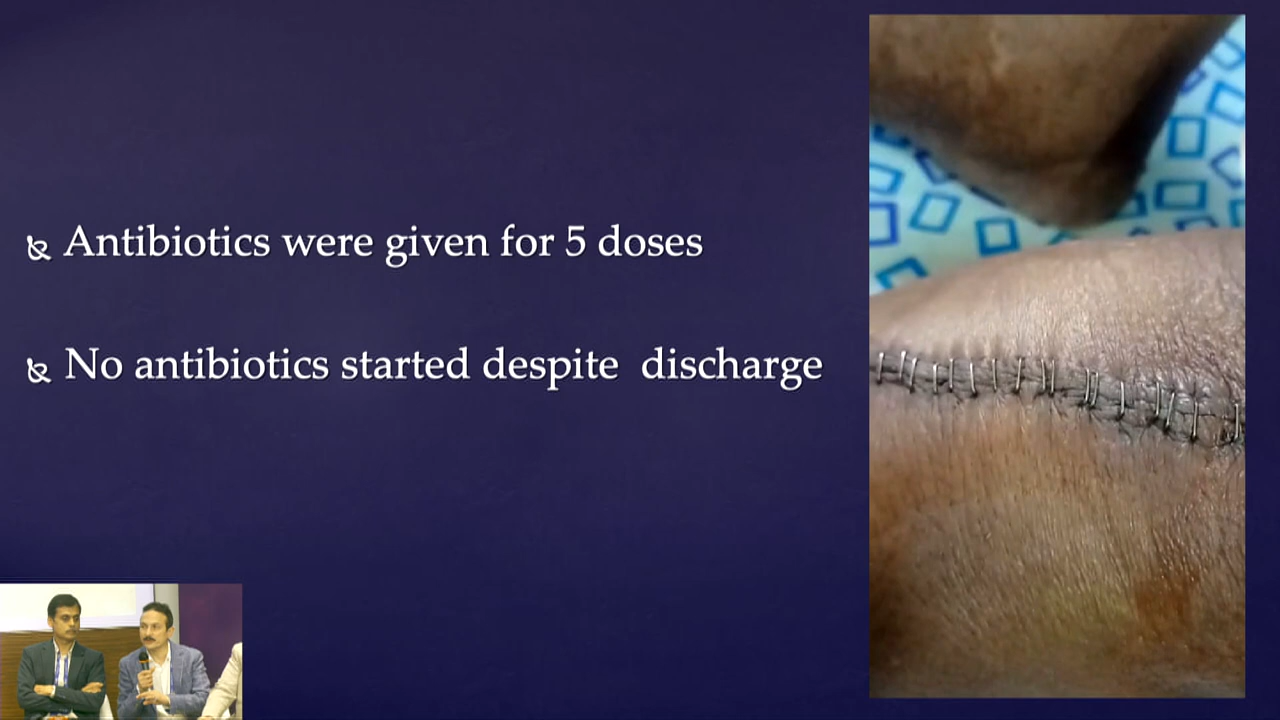 Antibiotics were given for 5 doses
No antibiotics started despite  discharge